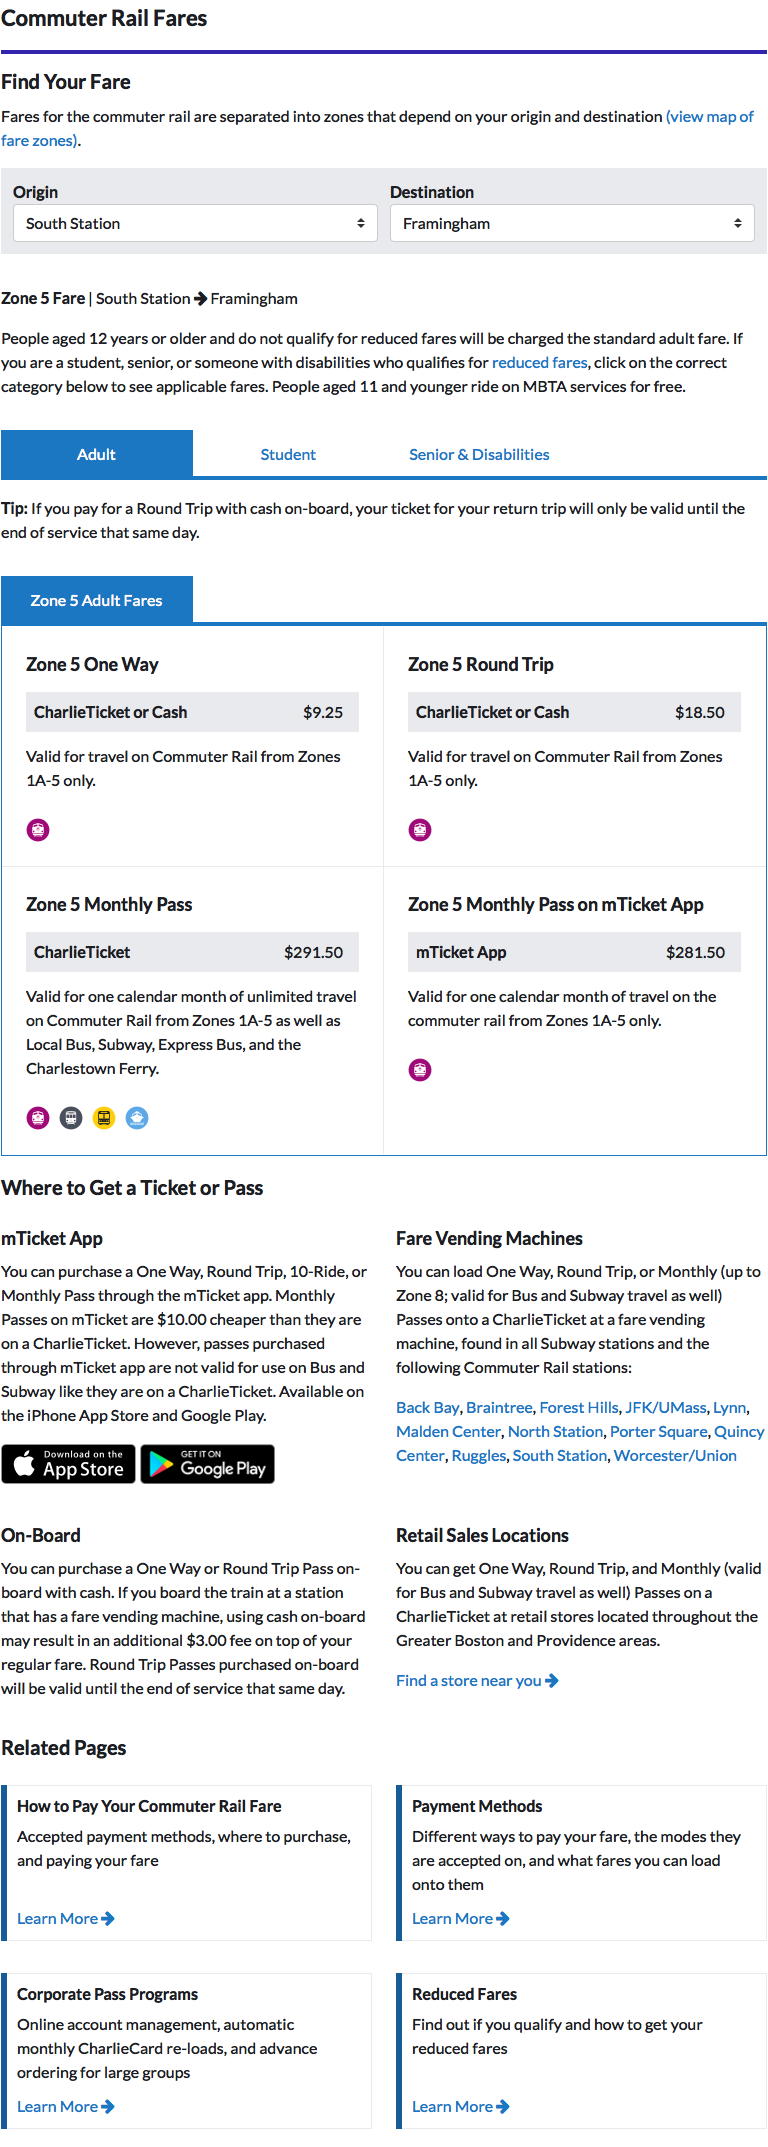 Commuter Rail Fares
Find Your Fare
Fares for the commuter rail are separated into zones that depend on your origin and destination (view map of
fare zones).
Origin
South Station
Destination
Framingham
Zone 5 Fare | South Station → Framingham
People aged 12 years or older and do not qualify for reduced fares will be charged the standard adult fare. If
you are a student, senior, or someone with disabilities who qualifies for reduced fares, click on the correct
category below to see applicable fares. People aged 11 and younger ride on MBTA services for free.
Adult
Student
Senior & Disabilities
Tip: If you pay for a Round Trip with cash on-board, your ticket for your return trip will only be valid until the
end of service that same day.
Zone 5 Adult Fares
Zone 5 One Way
CharlieTicket or Cash $9.25
Valid for travel on Commuter Rail from Zones
1A-5 only.
Zone 5 Round Trip
CharlieTicket or Cash $18.50
Valid for travel on Commuter Rail from Zones
1A-5 only.
Zone 5 Monthly Pass
CharlieTicket $291.50
Valid for one calendar month of unlimited travel
on Commuter Rail from Zones 1A-5 as well as
Local Bus, Subway, Express Bus, and the
Charlestown Ferry.
Zone 5 Monthly Pass on mTicket App
mTicket App $281.50
Valid for one calendar month of travel on the
commuter rail from Zones 1A-5 only.
Where to Get a Ticket or Pass
mTicket App
You can purchase a One Way, Round Trip, 10-Ride, or
Monthly Pass through the mTicket app. Monthly
Passes on mTicket are $10.00 cheaper than they are
on a CharlieTicket. However, passes purchased
through mTicket app are not valid for use on Bus and
Subway like they are on a CharlieTicket. Available on
the iPhone App Store and Google Play.
Download on the
App Store
GET IT ON
Google Play
Fare Vending Machines
You can load One Way, Round Trip, or Monthly (up to
Zone 8; valid for Bus and Subway travel as well)
Passes onto a CharlieTicket at a fare vending
machine, found in all Subway stations and the
following Commuter Rail stations:
Back Bay, Braintree, Forest Hills, JFK/UMass, Lynn,
Malden Center, North Station, Porter Square, Quincy
Center, Ruggles, South Station, Worcester/Union
On-Board
You can purchase a One Way or Round Trip Pass on-
board with cash. If you board the train at a station
that has a fare vending machine, using cash on-board
may result in an additional $3.00 fee on top of your
regular fare. Round Trip Passes purchased on-board
will be valid until the end of service that same day.
Retail Sales Locations
You can get One Way, Round Trip, and Monthly (valid
for Bus and Subway travel as well) Passes on a
CharlieTicket at retail stores located throughout the
Greater Boston and Providence areas.
Find a store near you →
Related Pages
How to Pay Your Commuter Rail Fare
Accepted payment methods, where to purchase,
and paying your fare
Learn More →
Payment Methods
Different ways to pay your fare, the modes they
are accepted on, and what fares you can load
onto them
Learn More →
Corporate Pass Programs
Online account management, automatic
monthly CharlieCard re-loads, and advance
ordering for large groups
Learn More →
Reduced Fares
Find out if you qualify and how to get your
reduced fares
Learn More →